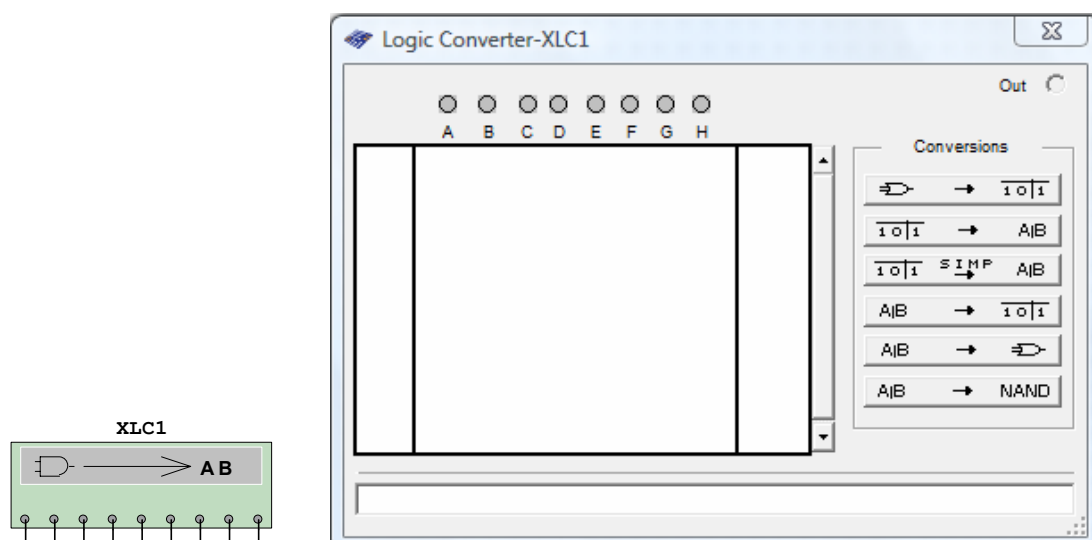 Logic Converter-XLC1
Out
A B C D E F G H
Conversions
→ 1 0 1
1 0 1 → A|B
1 0 1 SIMP → A|B
A|B → 1 0 1
A|B →
A|B → NAND
XLC1
A B